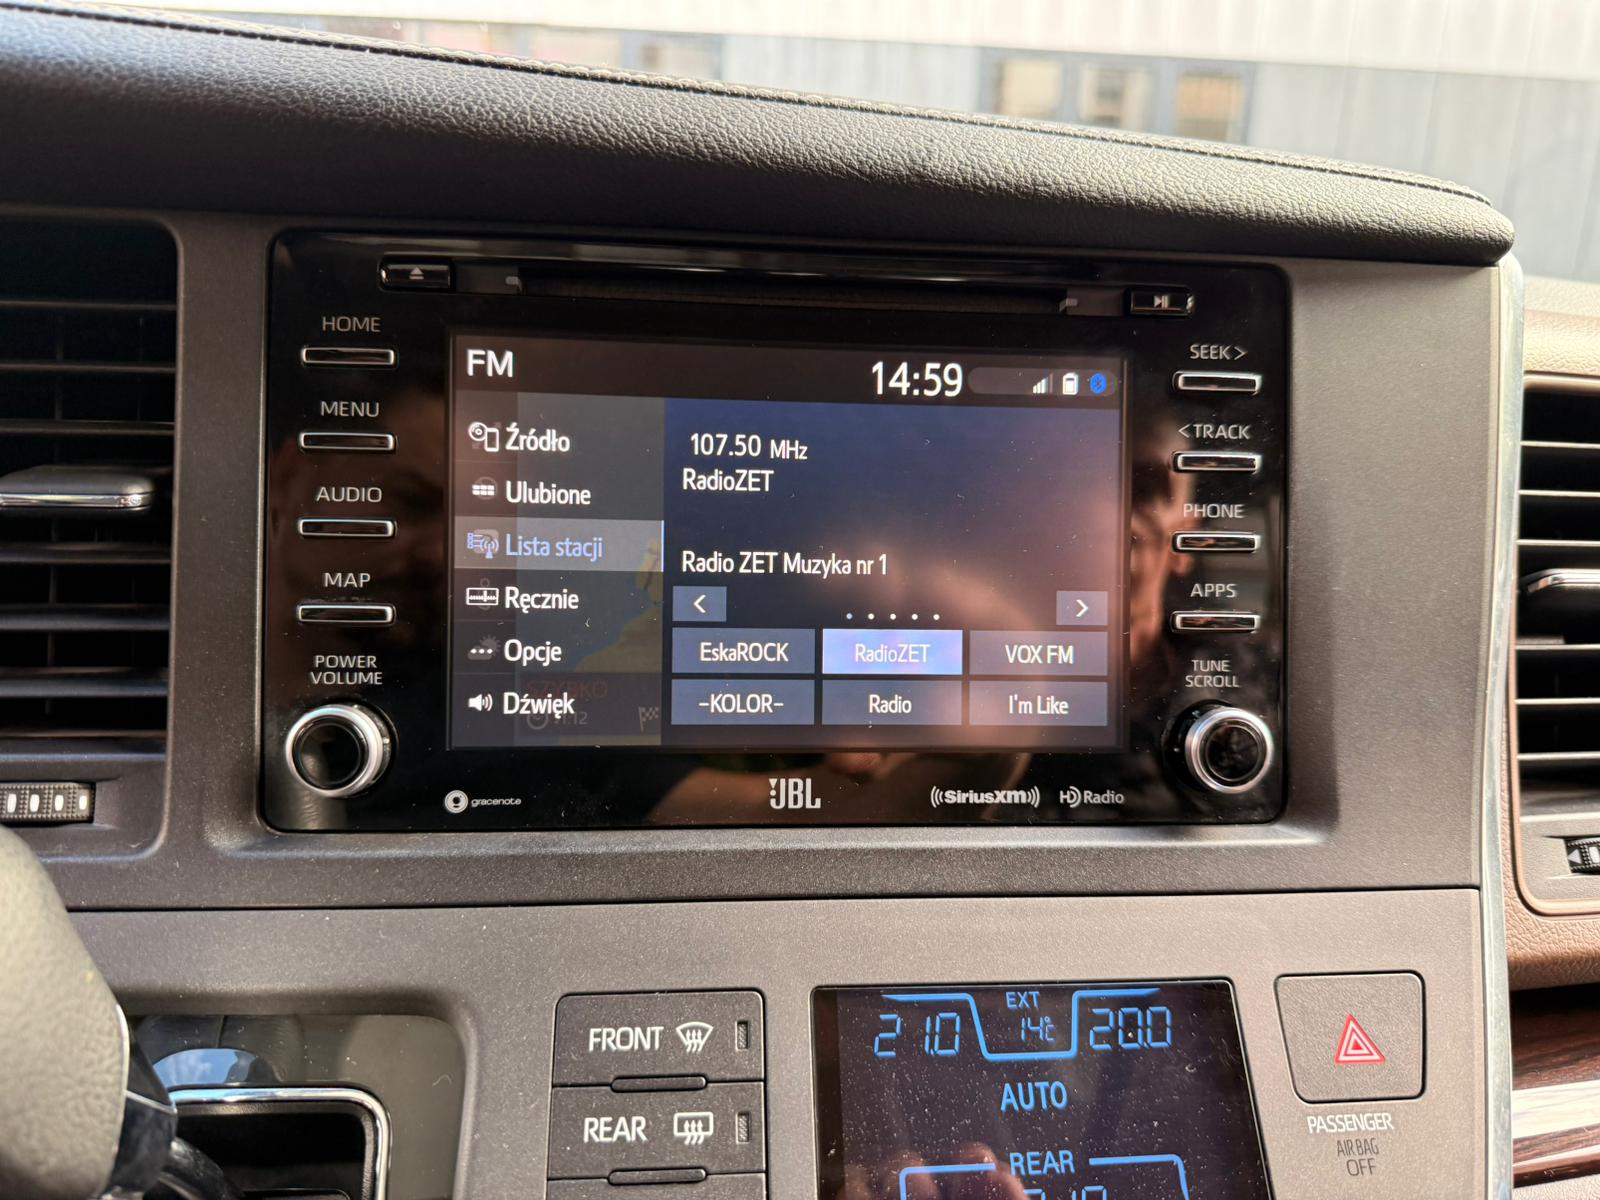 HOME
MENU
AUDIO
MAP
POWER
VOLUME
FM
14:59
Źródło
Ulubione
Lista stacji
Ręcznie
Opcje
Dźwięk
107.50 MHz
RadioZET
Radio ZET Muzyka nr 1
EskaROCK RadioZET VOX FM
-KOLOR- Radio I'm Like
SZYBKO
SEEK >
< TRACK
PHONE
APPS
TUNE
SCROLL
gracenote
JBL
((SiriusXM))
HD Radio
FRONT
REAR
EXT
21.0 14°C 20.0
AUTO
REAR
PASSENGER
AIR BAG
OFF